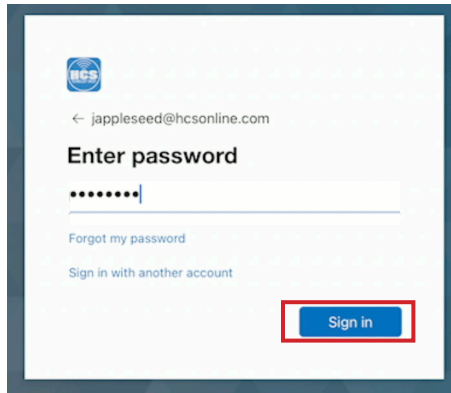 HCS
← jappleseed@hcsonline.com
Enter password
••••••••
Forgot my password
Sign in with another account
Sign in